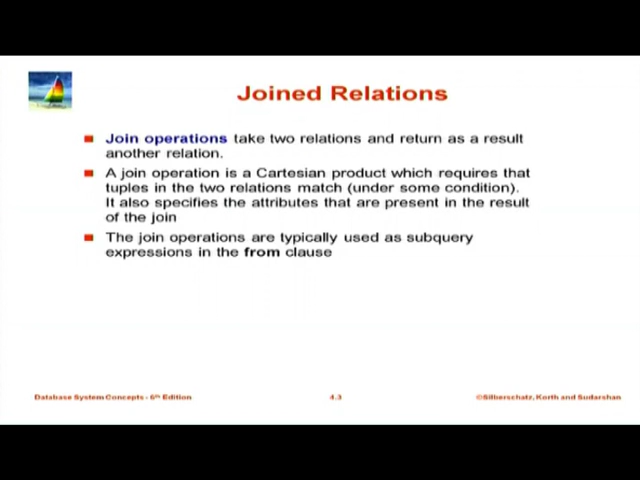 Joined Relations
Join operations take two relations and return as a result
another relation.
A join operation is a Cartesian product which requires that
tuples in the two relations match (under some condition).
It also specifies the attributes that are present in the result
of the join
The join operations are typically used as subquery
expressions in the from clause
Database System Concepts - 6th Edition
4.3
©Silberschatz, Korth and Sudarshan